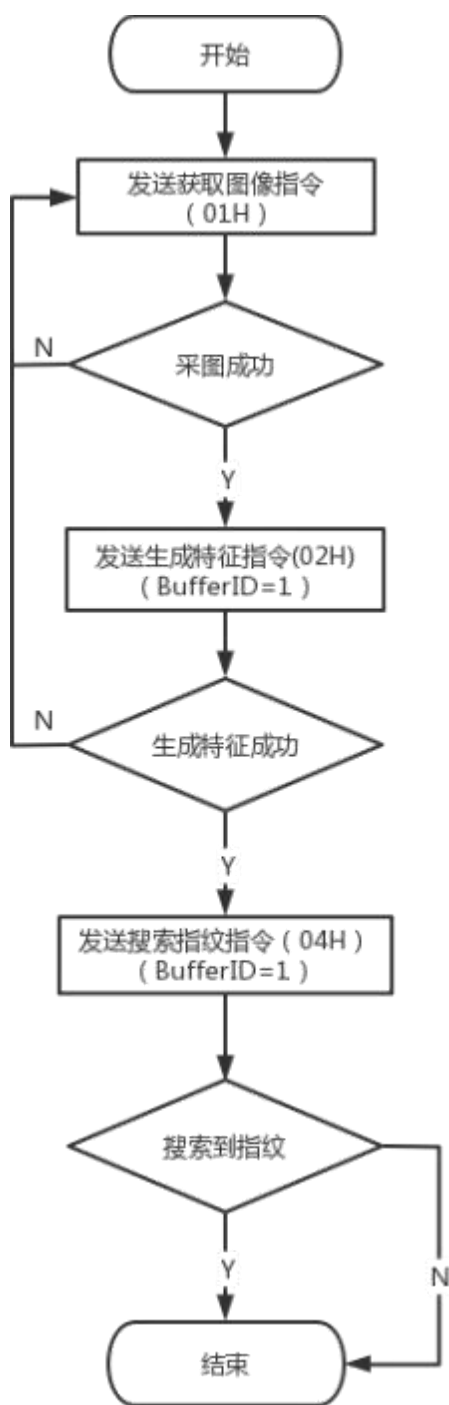 开始
发送获取图像指令
（01H）
采图成功
N
Y
发送生成特征指令(02H)
（BufferID=1）
生成特征成功
N
Y
发送搜索指纹指令（04H）
（BufferID=1）
搜索到指纹
Y
N
结束